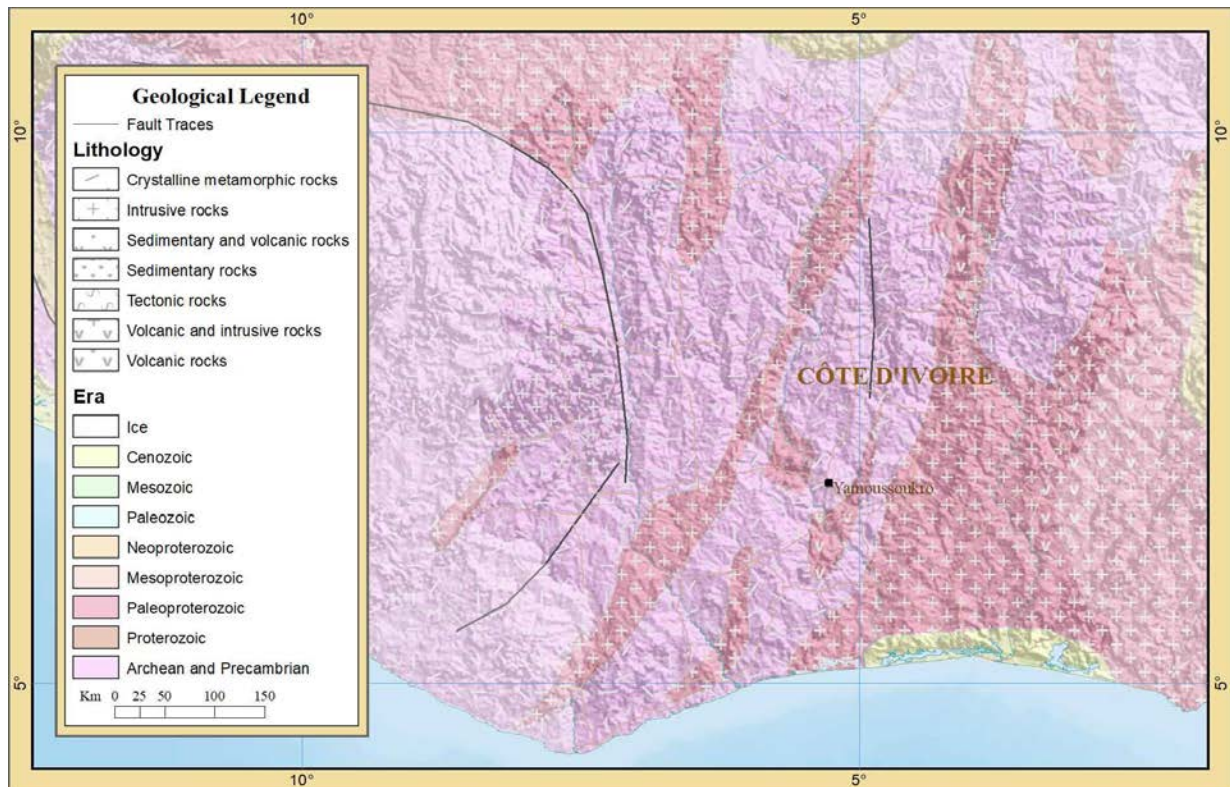 10°
5°
Geological Legend
Fault Traces
Lithology
Crystalline metamorphic rocks
Intrusive rocks
Sedimentary and volcanic rocks
Sedimentary rocks
Tectonic rocks
Volcanic and intrusive rocks
Volcanic rocks
Era
Ice
Cenozoic
Mesozoic
Paleozoic
Neoproterozoic
Mesoproterozoic
Paleoproterozoic
Proterozoic
Archean and Precambrian
Km 0 25 50 100 150
10°
10°
CÔTE D'IVOIRE
Yamoussoukro
5°
5°
10°
5°